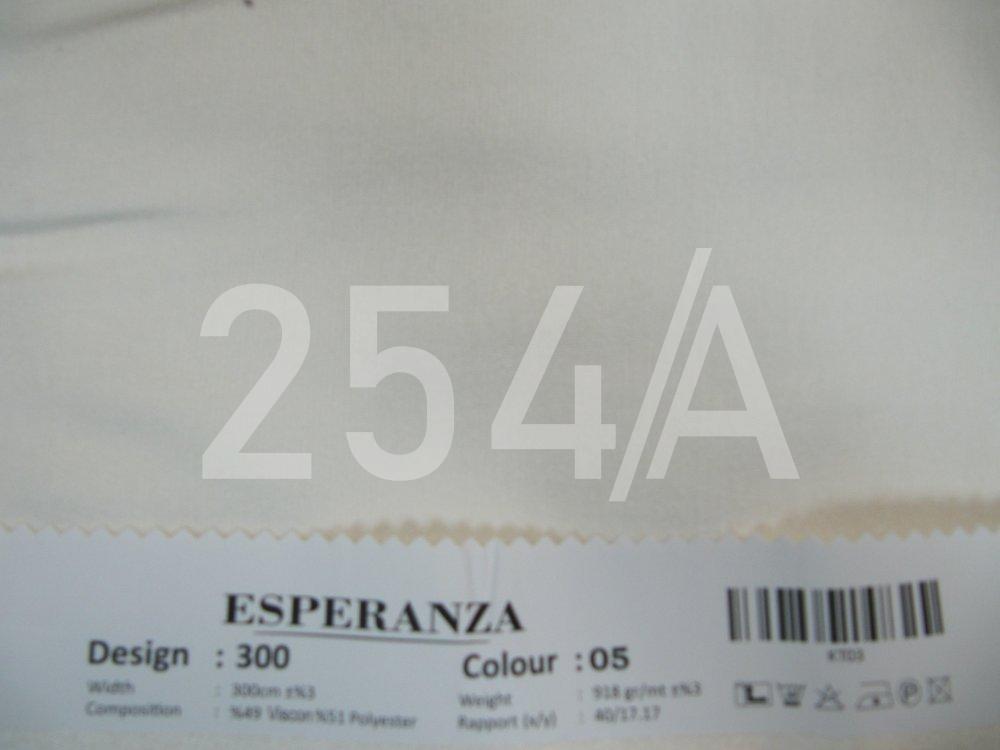 254/A
ESPERANZA
Design : 300
Colour : 05
Width : 300cm ±%3
Weight : 918 gr/mt ±%3
Composition : %49 Viscon %51 Polyester
Rapport (x/y) : 40/17.17